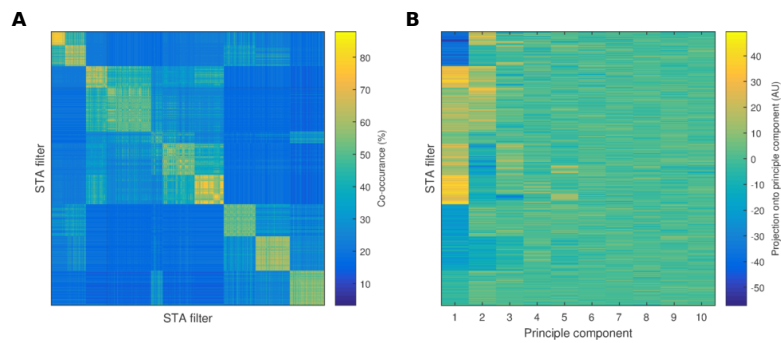 A
B
STA filter
80
70
60
50
40
30
20
10
Co-occurance (%)
STA filter
STA filter
1 2 3 4 5 6 7 8 9 10
Principle component
40
30
20
10
0
-10
-20
-30
-40
-50
Projection onto principle component (AU)